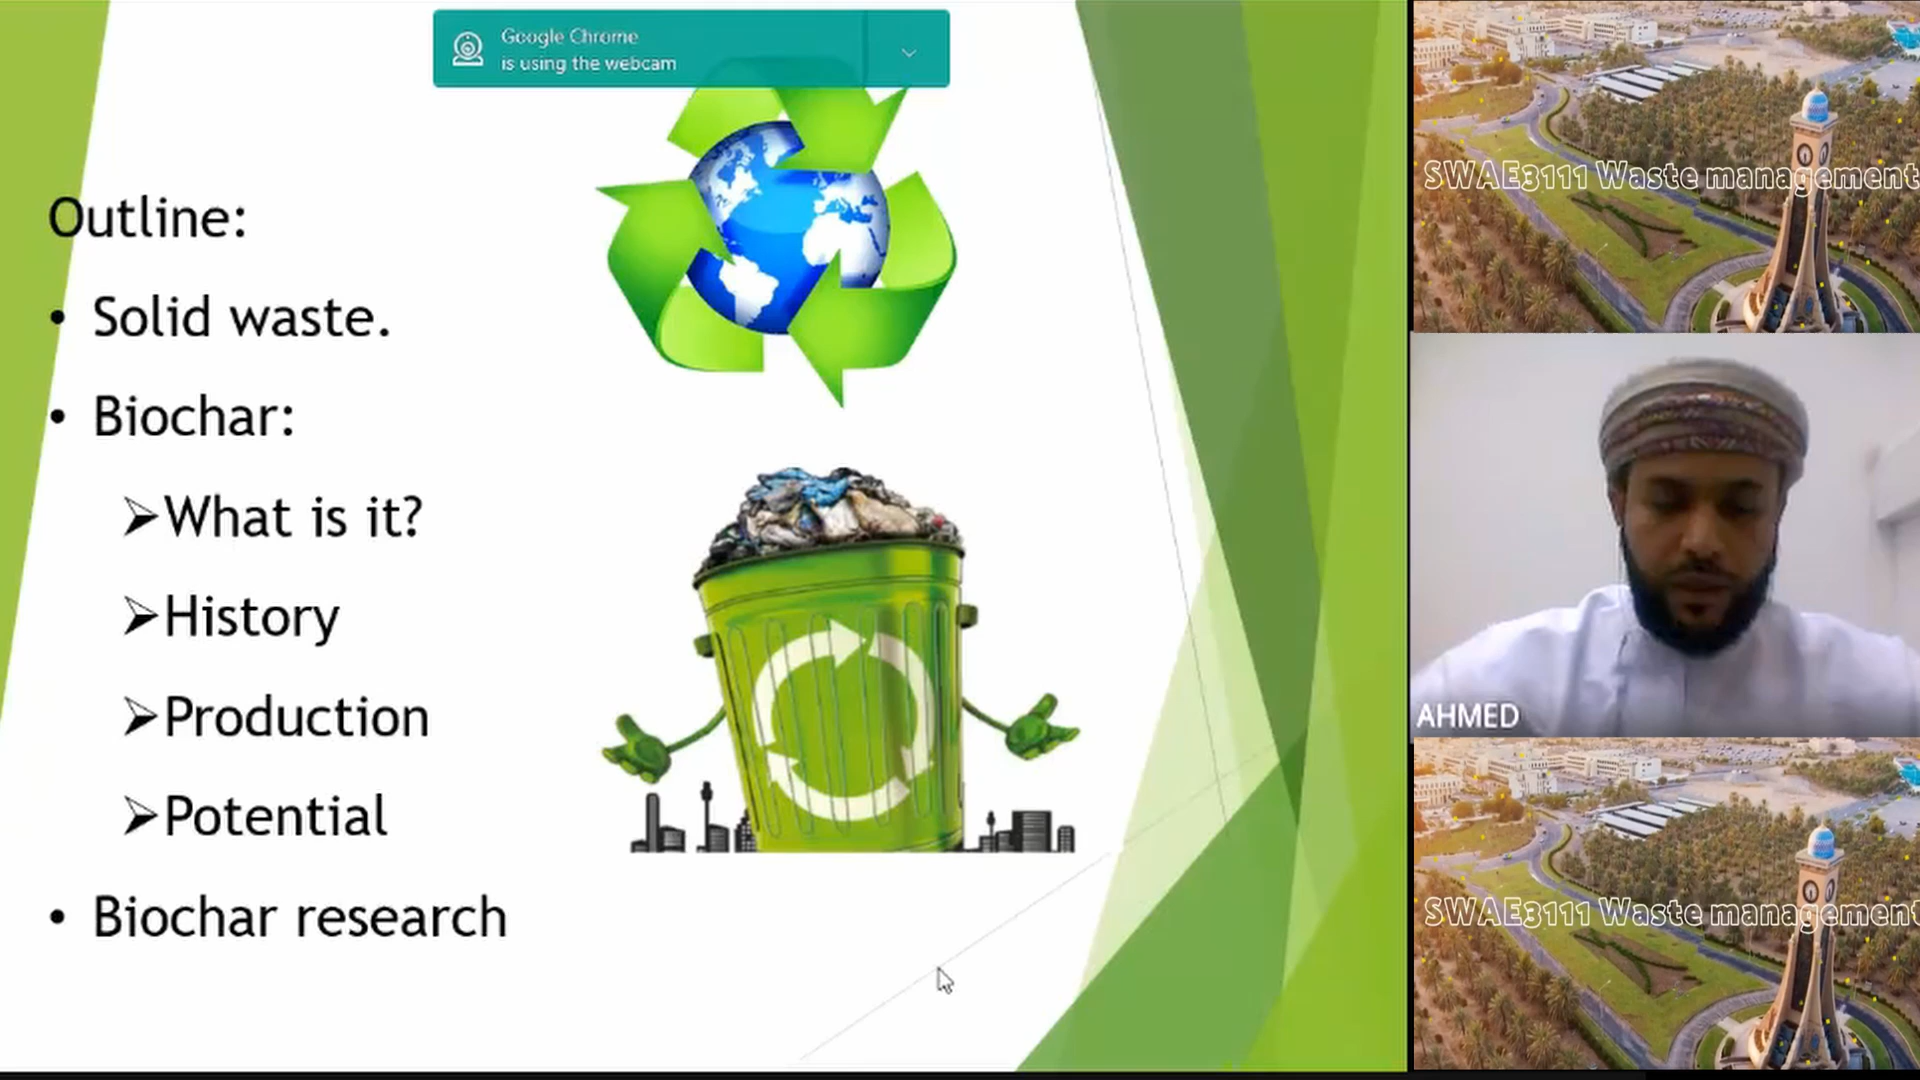 Google Chrome
is using the webcam
Outline:
• Solid waste.
• Biochar:
➢What is it?
➢History
➢Production
➢Potential
• Biochar research
SWAE3111 Waste management
AHMED
SWAE3111 Waste management